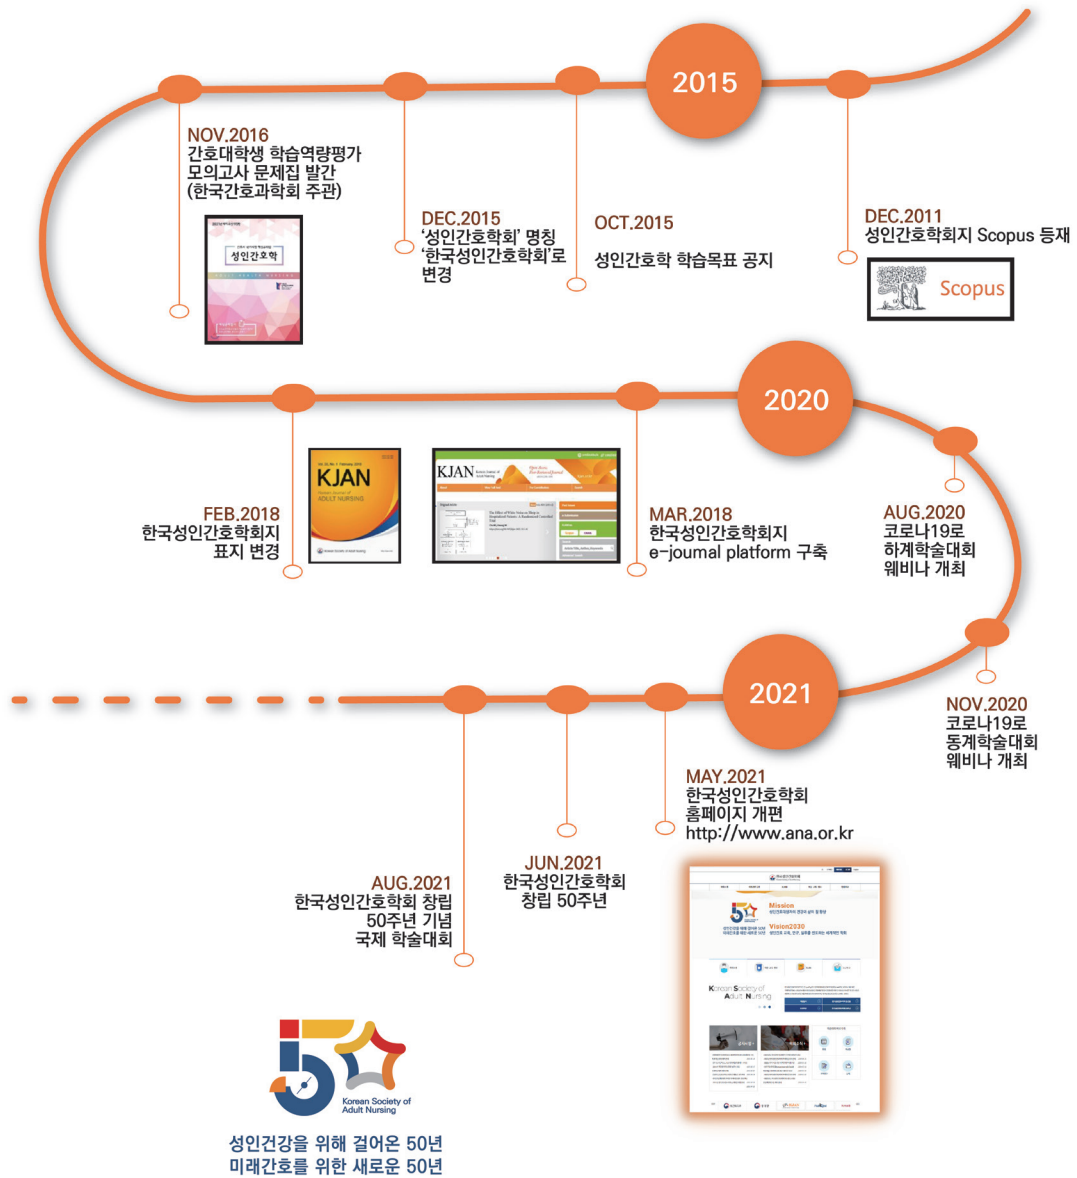 2015
NOV.2016
간호대학생 학습역량평가
모의고사 문제집 발간
(한국간호과학회 주관)
성인간호학
DEC.2015
‘성인간호학회’ 명칭
‘한국성인간호학회’로
변경
OCT.2015
성인간호학 학습목표 공지
DEC.2011
성인간호학회지 Scopus 등재
Scopus
2020
KJAN
Korean Journal of
ADULT NURSING
FEB.2018
한국성인간호학회지
표지 변경
KJAN
Korean Journal of
Adult Nursing
MAR.2018
한국성인간호학회지
e-joumal platform 구축
AUG.2020
코로나19로
하계학술대회
웨비나 개최
2021
NOV.2020
코로나19로
동계학술대회
웨비나 개최
MAY.2021
한국성인간호학회
홈페이지 개편
http://www.ana.or.kr
JUN.2021
한국성인간호학회
창립 50주년
AUG.2021
한국성인간호학회 창립
50주년 기념
국제 학술대회
Mission
Vision2030
Korean Society of
Adult Nursing
50
Korean Society of
Adult Nursing
성인건강을 위해 걸어온 50년
미래간호를 위한 새로운 50년